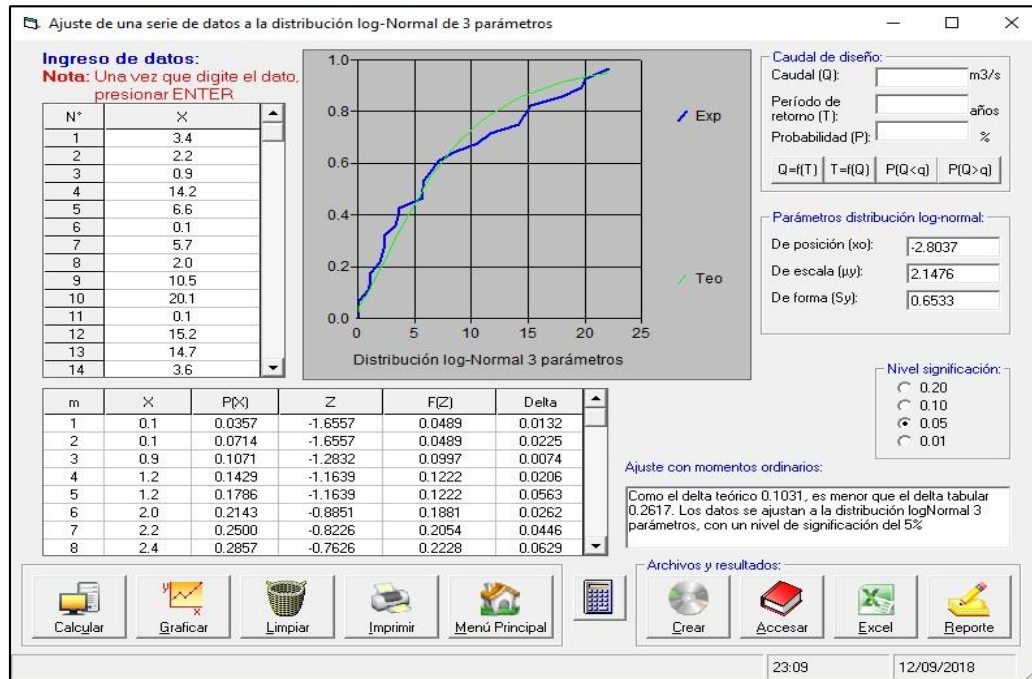 Ajuste de una serie de datos a la distribución log-Normal de 3 parámetros
Ingreso de datos:
Nota: Una vez que digite el dato,
presionar ENTER
N° X
1 3.4
2 2.2
3 0.9
4 14.2
5 6.6
6 0.1
7 5.7
8 2.0
9 10.5
10 20.1
11 0.1
12 15.2
13 14.7
14 3.6
1.0
0.8
0.6
0.4
0.2
0.0
0 5 10 15 20 25
Exp
Teo
Distribución log-Normal 3 parámetros
Caudal de diseño:
Caudal (Q): m3/s
Período de
retorno (T): años
Probabilidad (P): %
Q=f(T) T=f(Q) P(Q<q) P(Q>q)
Parámetros distribución log-normal:
De posición (xo): -2.8037
De escala (µy): 2.1476
De forma (Sy): 0.6533
Nivel significación:
0.20
0.10
0.05
0.01
m X P(X) Z F(Z) Delta
1 0.1 0.0357 -1.6557 0.0489 0.0132
2 0.1 0.0714 -1.6557 0.0489 0.0225
3 0.9 0.1071 -1.2832 0.0997 0.0074
4 1.2 0.1429 -1.1639 0.1222 0.0206
5 1.2 0.1786 -1.1639 0.1222 0.0563
6 2.0 0.2143 -0.8851 0.1881 0.0262
7 2.2 0.2500 -0.8226 0.2054 0.0446
8 2.4 0.2857 -0.7626 0.2228 0.0629
Ajuste con momentos ordinarios:
Como el delta teórico 0.1031, es menor que el delta tabular
0.2617. Los datos se ajustan a la distribución logNormal 3
parámetros, con un nivel de significación del 5%
Calcular Graficar Limpiar Imprimir Menú Principal
Archivos y resultados:
Crear Accesar Excel Reporte
23:09 12/09/2018